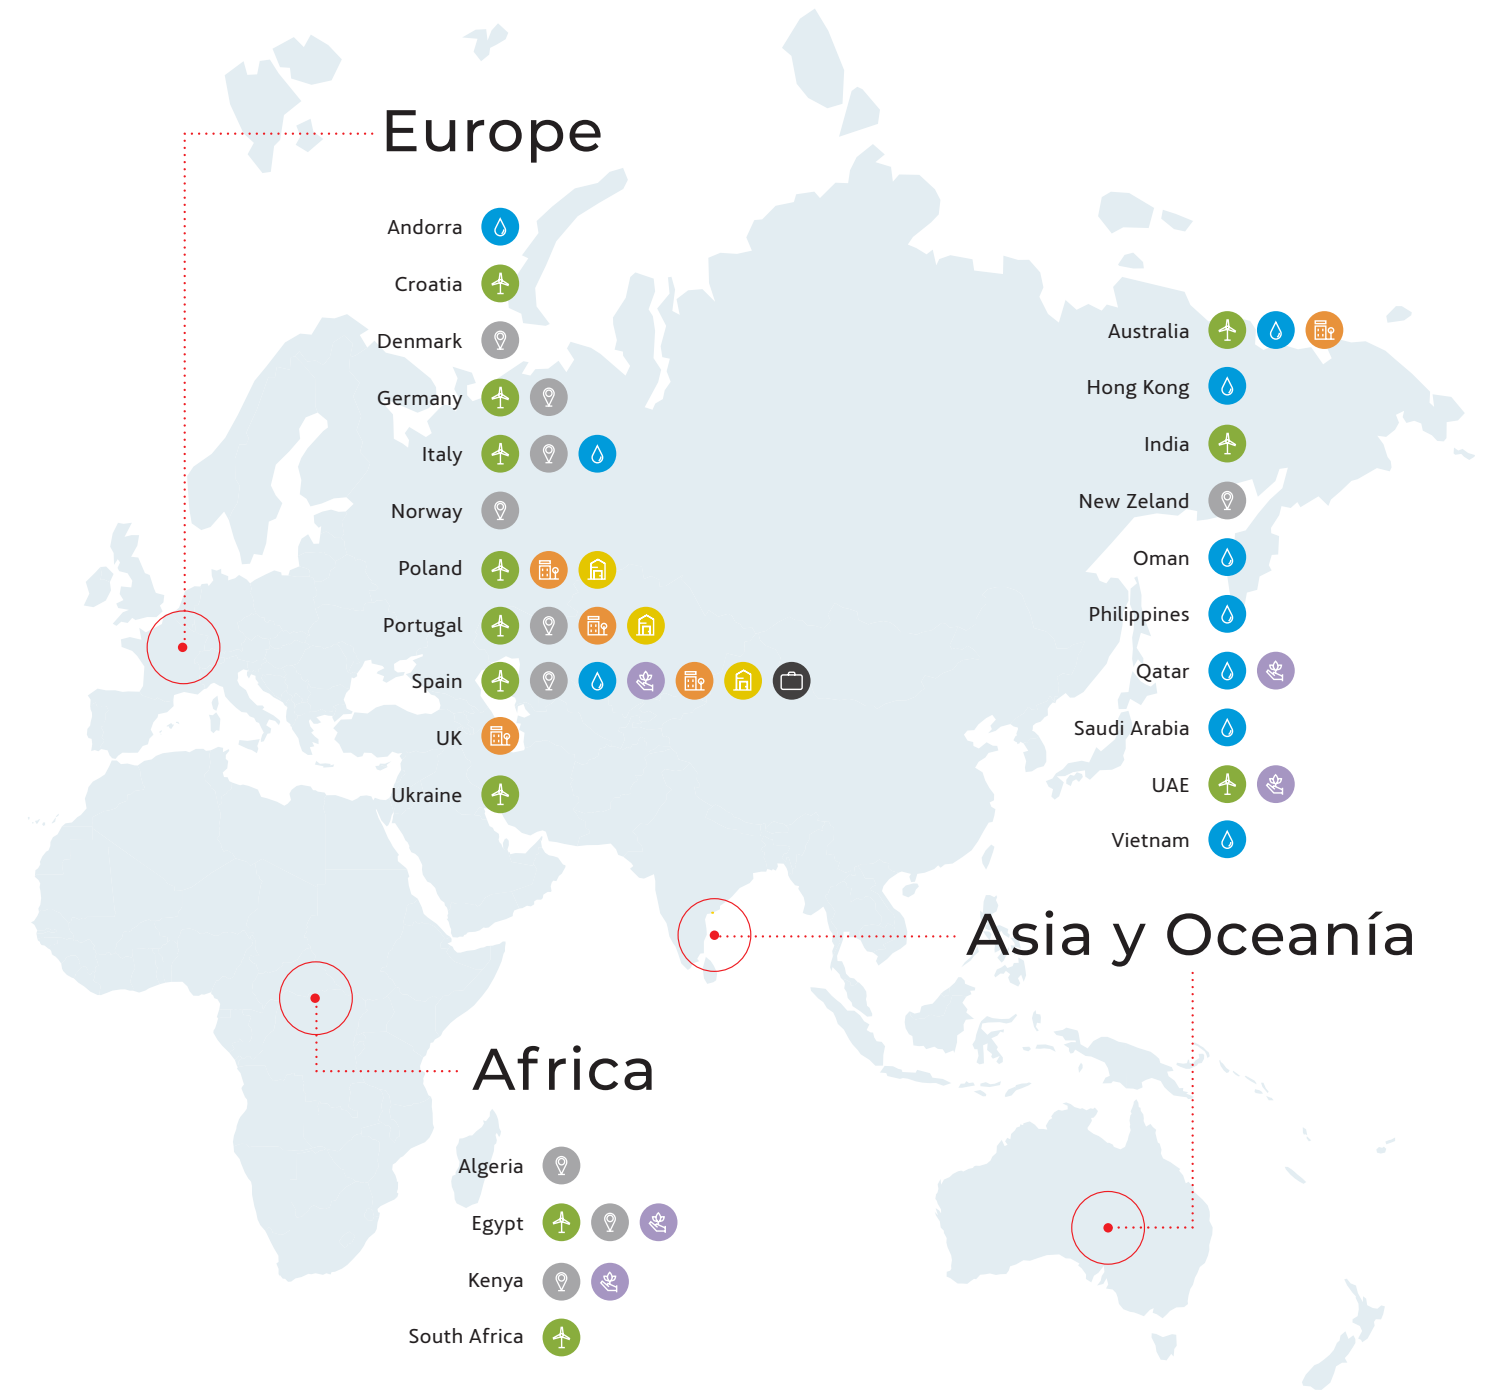 Europe
Andorra
Croatia
Denmark
Germany
Italy
Norway
Poland
Portugal
Spain
UK
Ukraine
Australia
Hong Kong
India
New Zeland
Oman
Philippines
Qatar
Saudi Arabia
UAE
Vietnam
Asia y Oceanía
Africa
Algeria
Egypt
Kenya
South Africa